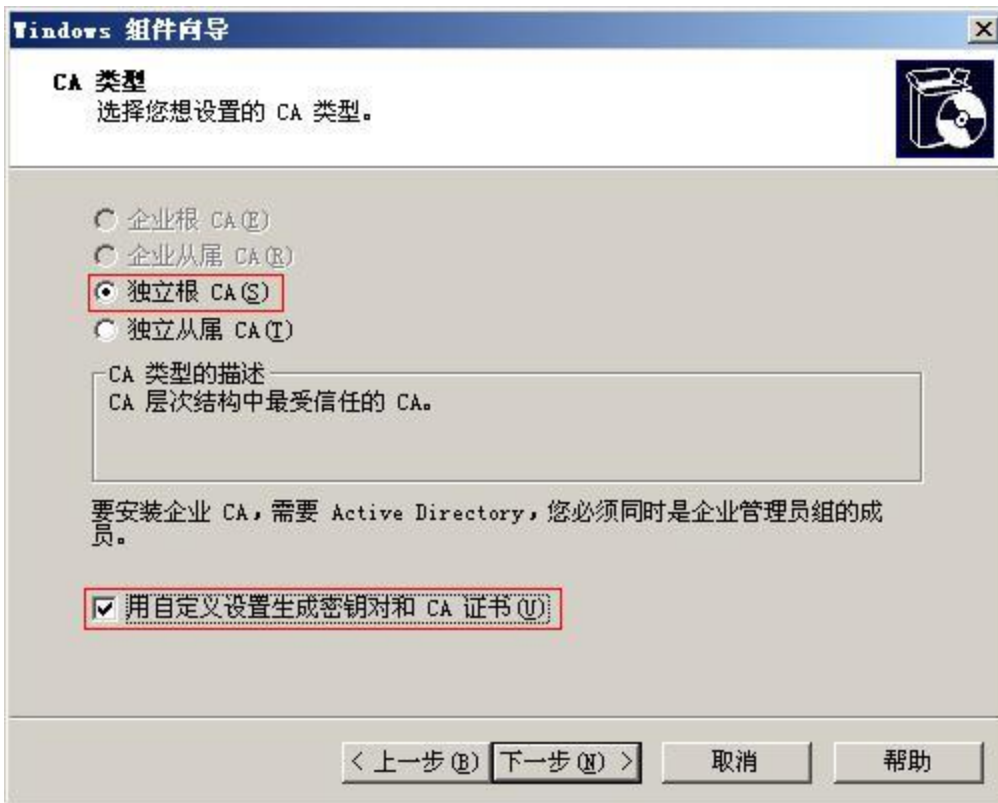 Windows 组件向导
CA 类型
选择您想设置的 CA 类型。
企业根 CA(E)
企业从属 CA(R)
独立根 CA(S)
独立从属 CA(T)
CA 类型的描述
CA 层次结构中最受信任的 CA。
要安装企业 CA，需要 Active Directory，您必须同时是企业管理员组的成
员。
用自定义设置生成密钥对和 CA 证书(U)
< 上一步(B) 下一步(N) > 取消 帮助